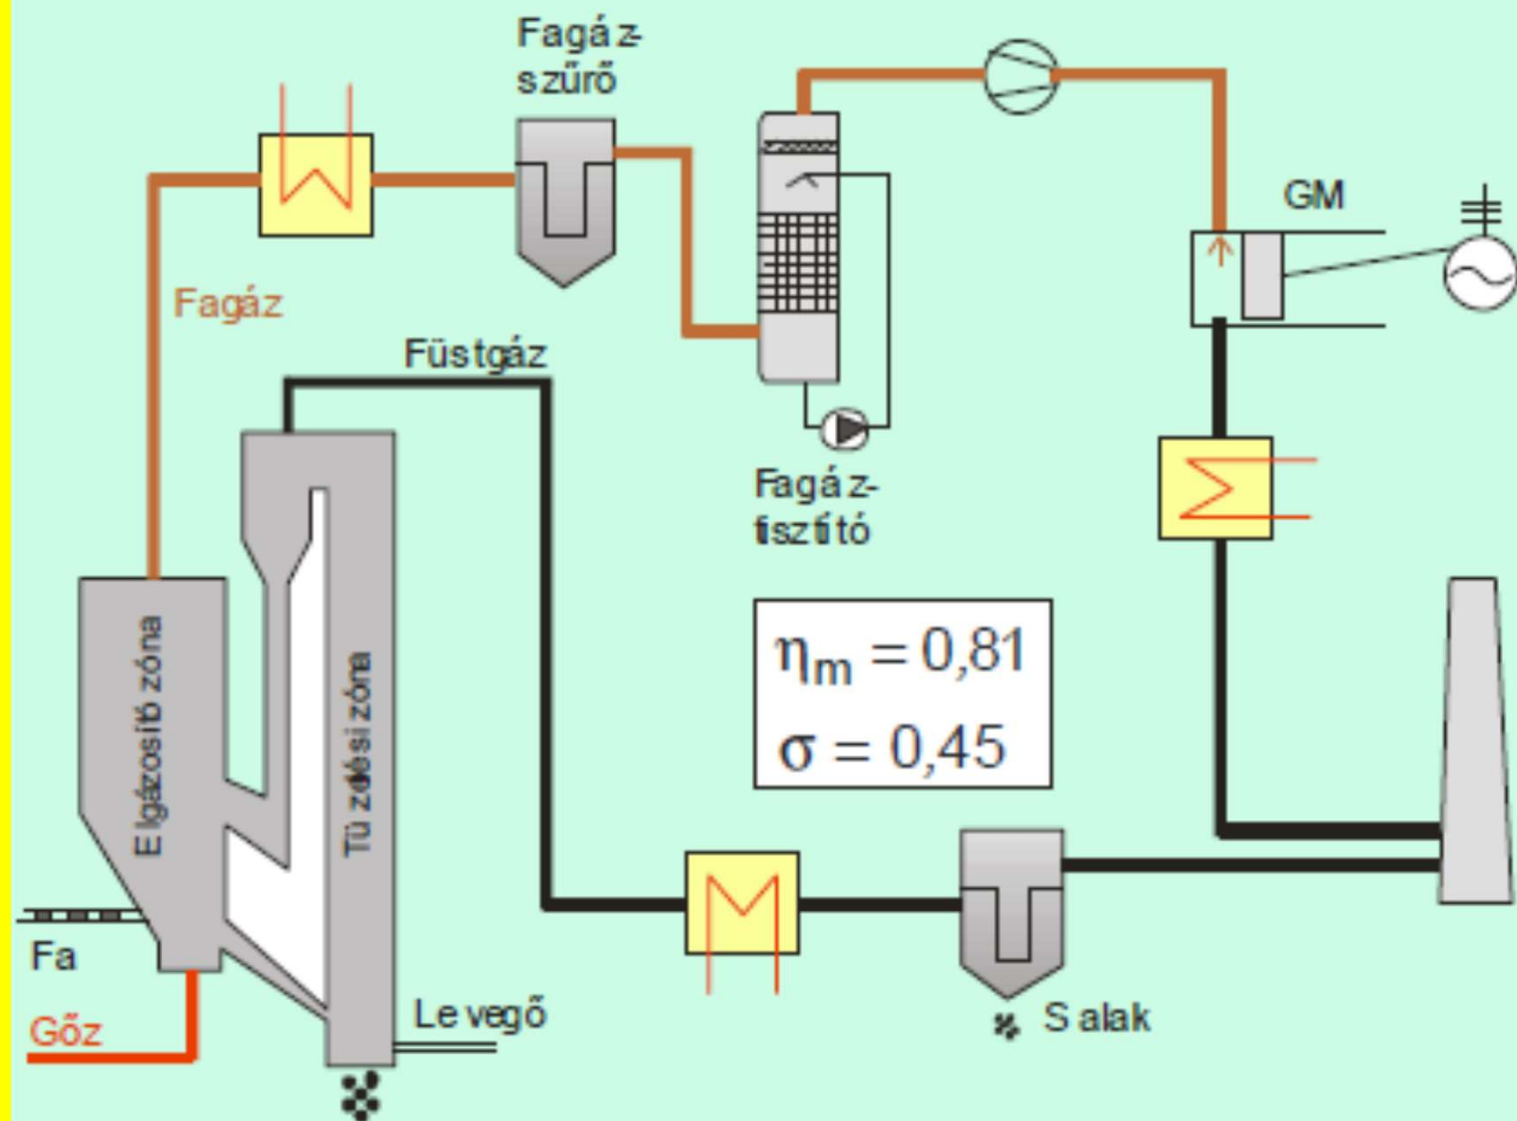 Fagáz-
szűrő
GM
Fagáz
Füstgáz
Fagáz-
tisztító
Elgázosító zóna
Tüzelési zóna
ηm = 0,81
σ = 0,45
Fa
Gőz
Levegő
Salak